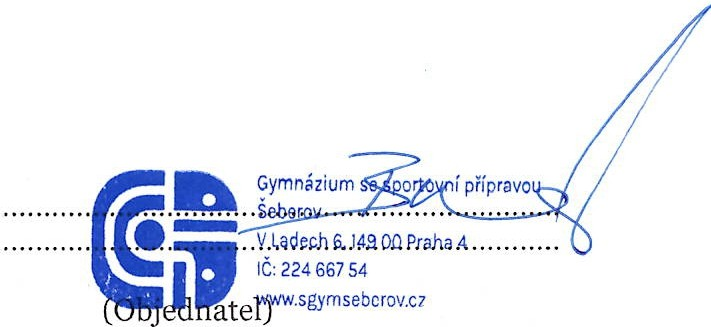 Gymnázium se sportovní přípravou
Šeberov
V Ladech 6, 149 00 Praha 4
IČ: 224 667 54
www.sgymseberov.cz
(Objednatel)